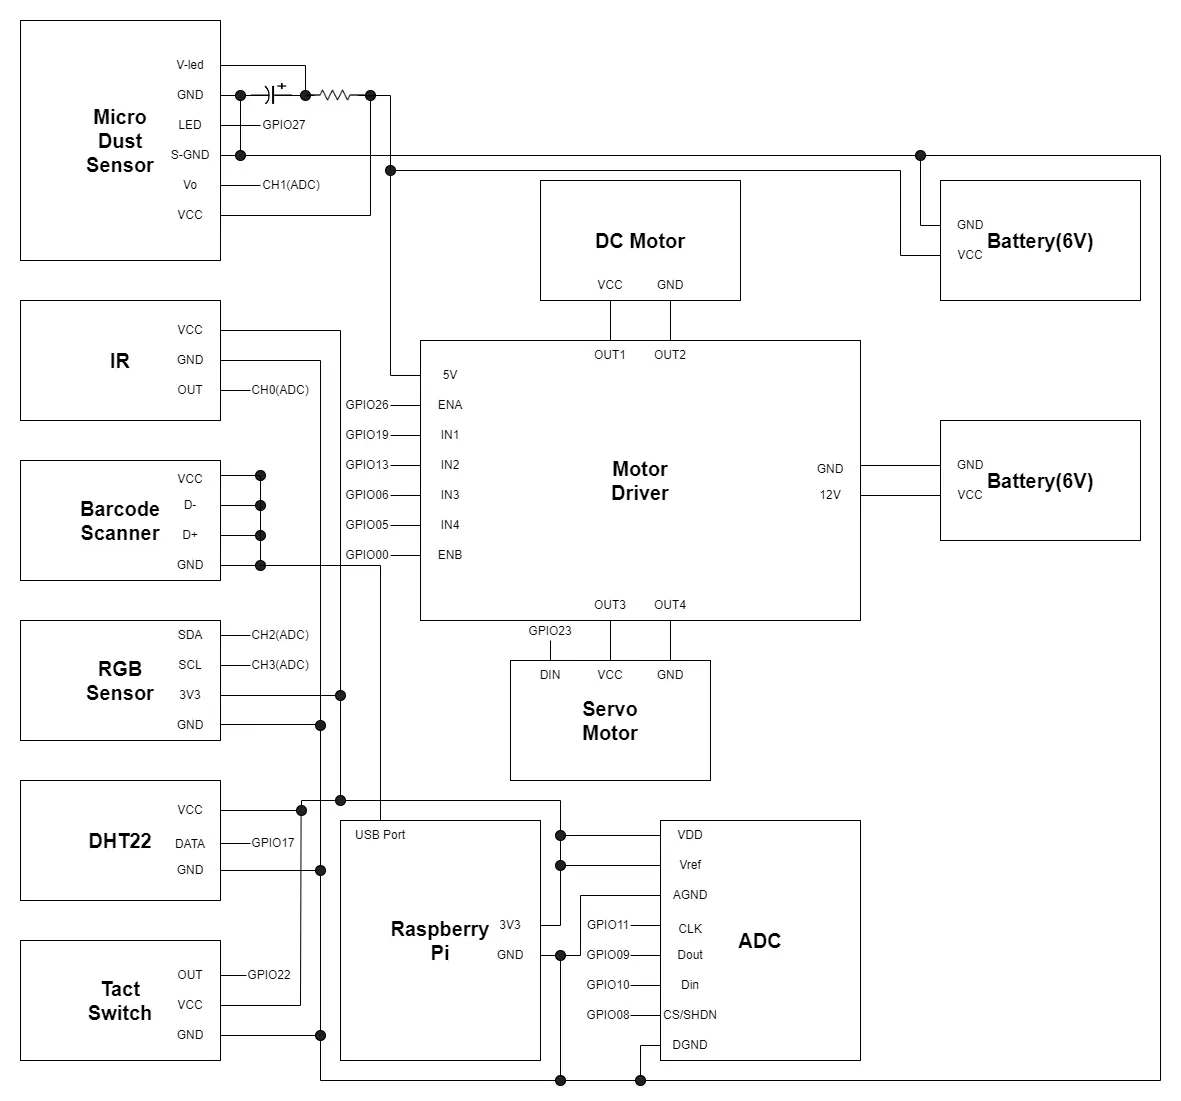 V-led
GND
LED
S-GND
Vo
VCC
Micro
Dust
Sensor
+
GPIO27
CH1(ADC)
DC Motor
VCC
GND
GND
VCC
Battery(6V)
IR
VCC
GND
OUT
CH0(ADC)
OUT1
OUT2
5V
ENA
IN1
IN2
IN3
IN4
ENB
GPIO26
GPIO19
GPIO13
GPIO06
GPIO05
GPIO00
Motor
Driver
GND
12V
OUT3
OUT4
GND
VCC
Battery(6V)
Barcode
Scanner
VCC
D-
D+
GND
RGB
Sensor
SDA
SCL
3V3
GND
CH2(ADC)
CH3(ADC)
GPIO23
DIN
VCC
GND
Servo
Motor
DHT22
VCC
DATA
GND
GPIO17
Tact
Switch
OUT
VCC
GND
GPIO22
USB Port
Raspberry
Pi
3V3
GND
GPIO11
GPIO09
GPIO10
GPIO08
VDD
Vref
AGND
CLK
Dout
Din
CS/SHDN
DGND
ADC